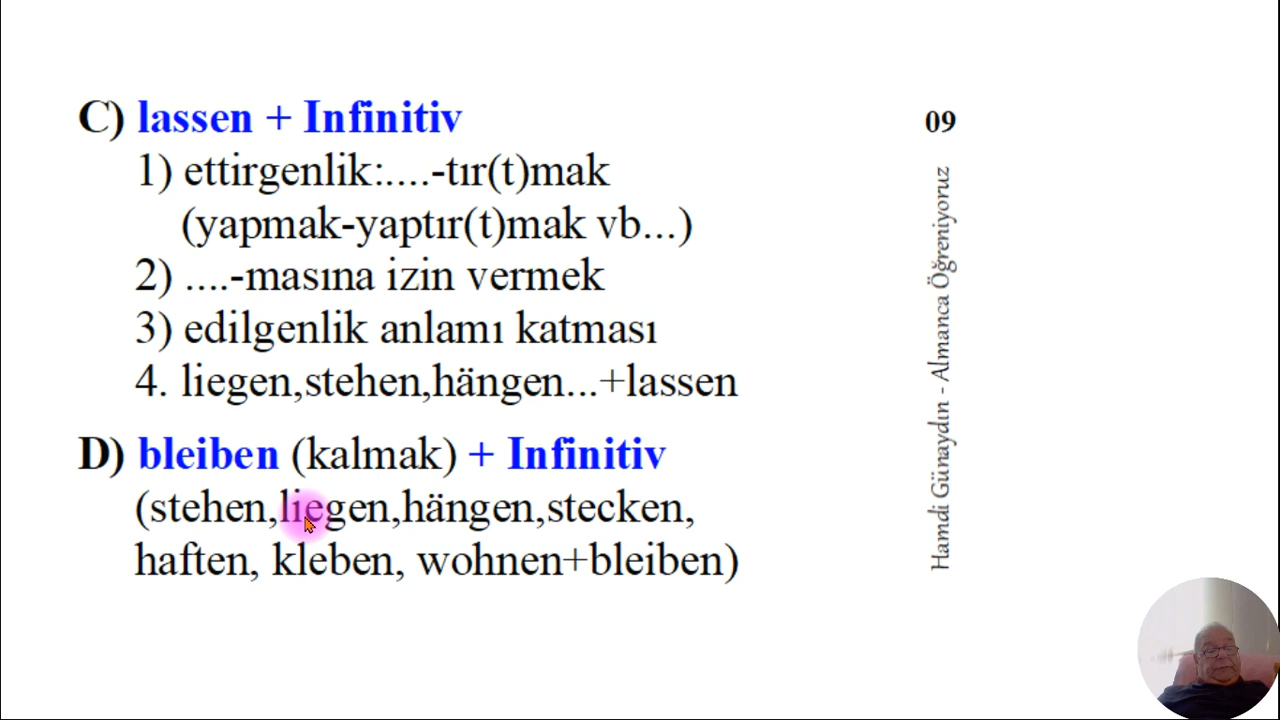 C) lassen + Infinitiv
1) ettirgenlik:....-tır(t)mak
(yapmak-yaptır(t)mak vb...)
2) ....-masına izin vermek
3) edilgenlik anlamı katması
4. liegen,stehen,hängen...+lassen
D) bleiben (kalmak) + Infinitiv
(stehen,liegen,hängen,stecken,
haften, kleben, wohnen+bleiben)
09
Hamdi Günaydın - Almanca Öğreniyoruz